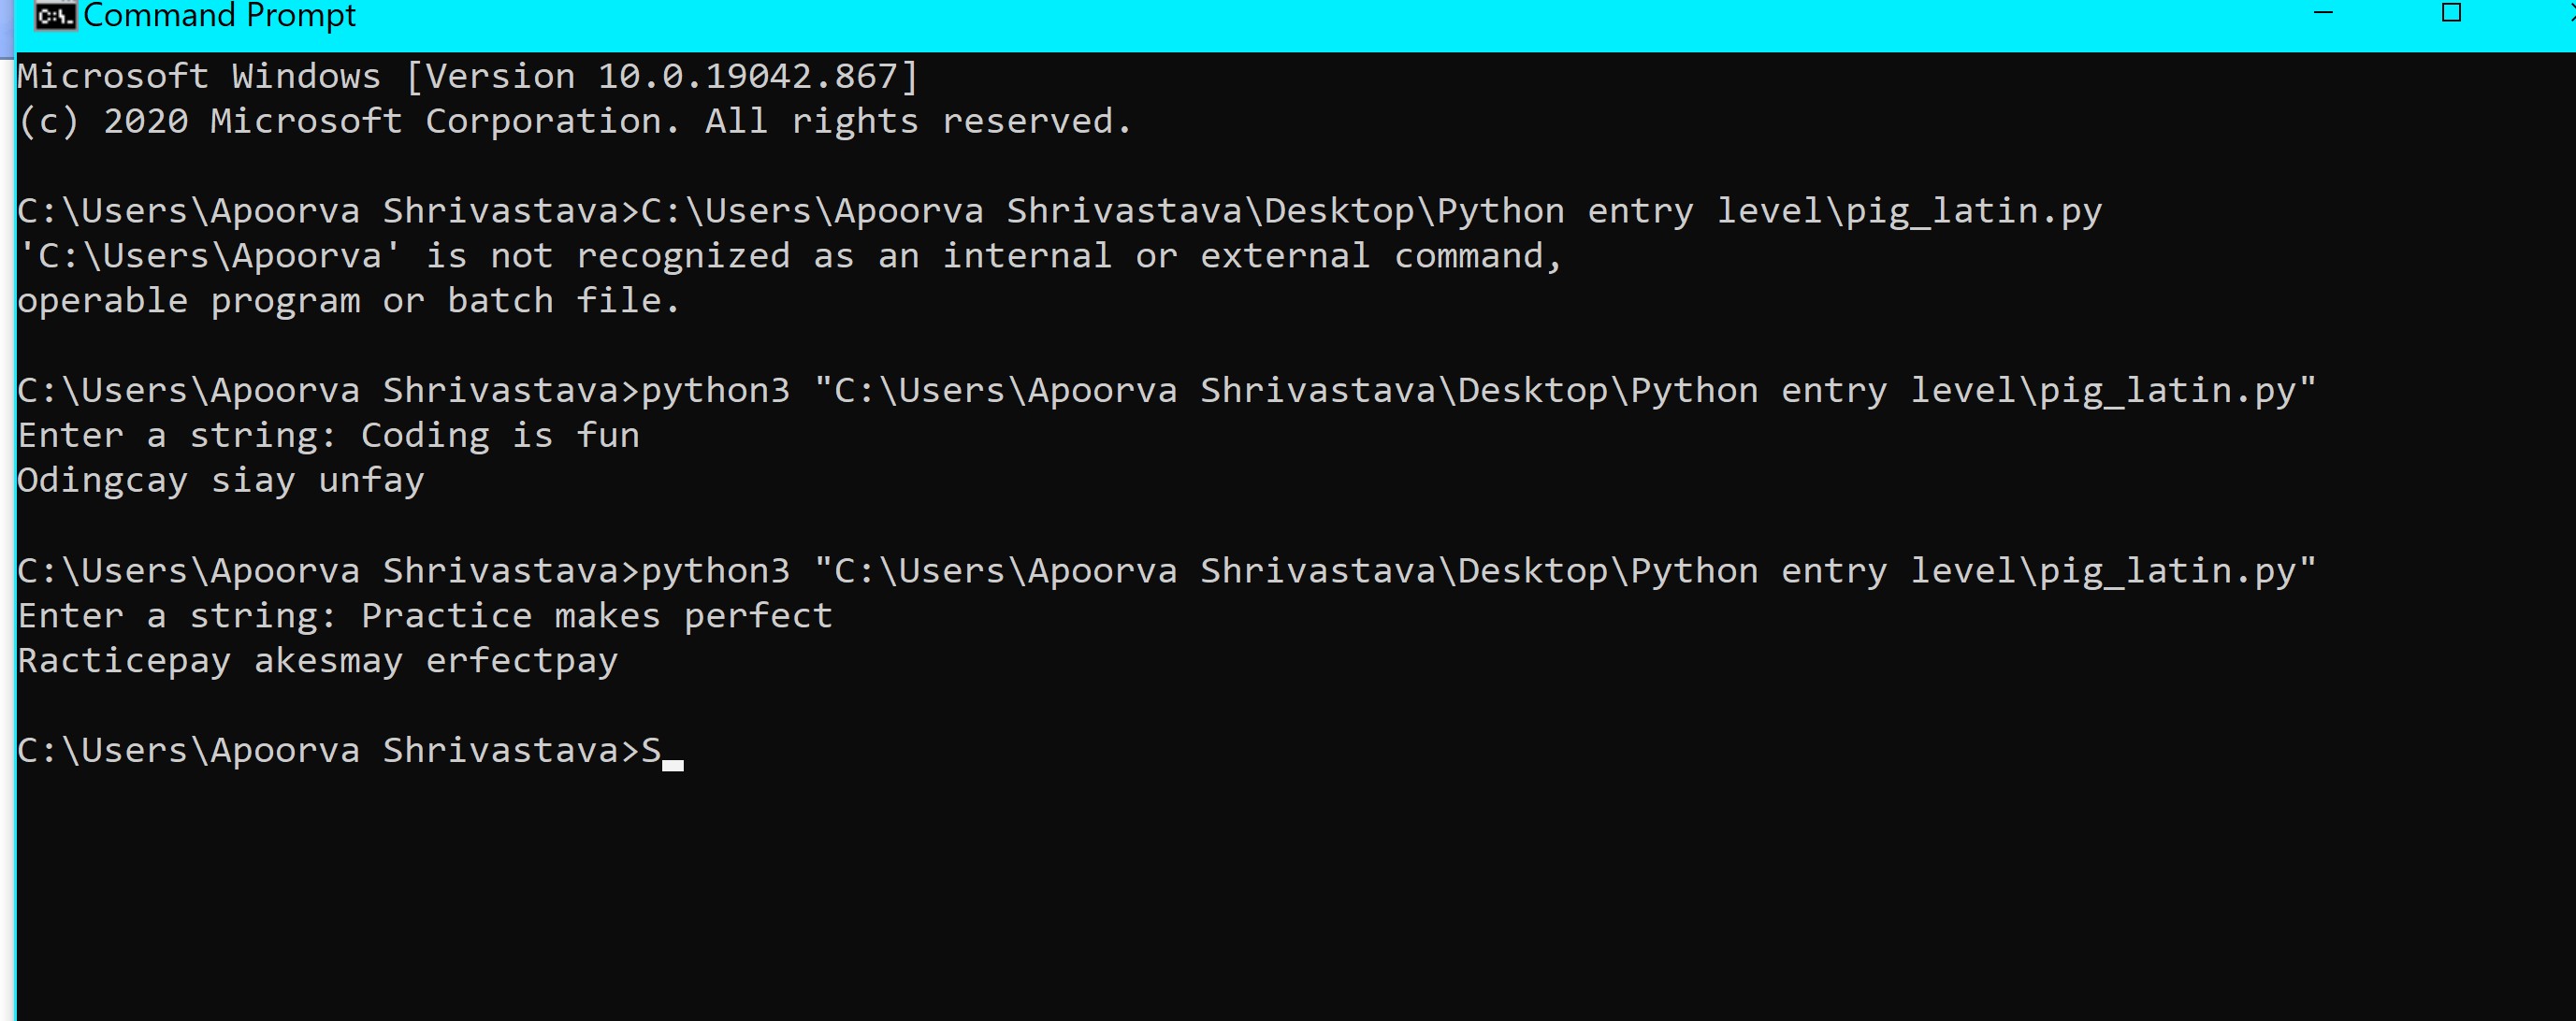 Command Prompt
Microsoft Windows [Version 10.0.19042.867]
(c) 2020 Microsoft Corporation. All rights reserved.
C:\Users\Apoorva Shrivastava>C:\Users\Apoorva Shrivastava\Desktop\Python entry level\pig_latin.py
'C:\Users\Apoorva' is not recognized as an internal or external command,
operable program or batch file.
C:\Users\Apoorva Shrivastava>python3 "C:\Users\Apoorva Shrivastava\Desktop\Python entry level\pig_latin.py"
Enter a string: Coding is fun
Odingcay siay unfay
C:\Users\Apoorva Shrivastava>python3 "C:\Users\Apoorva Shrivastava\Desktop\Python entry level\pig_latin.py"
Enter a string: Practice makes perfect
Racticepay akesmay erfectpay
C:\Users\Apoorva Shrivastava>S